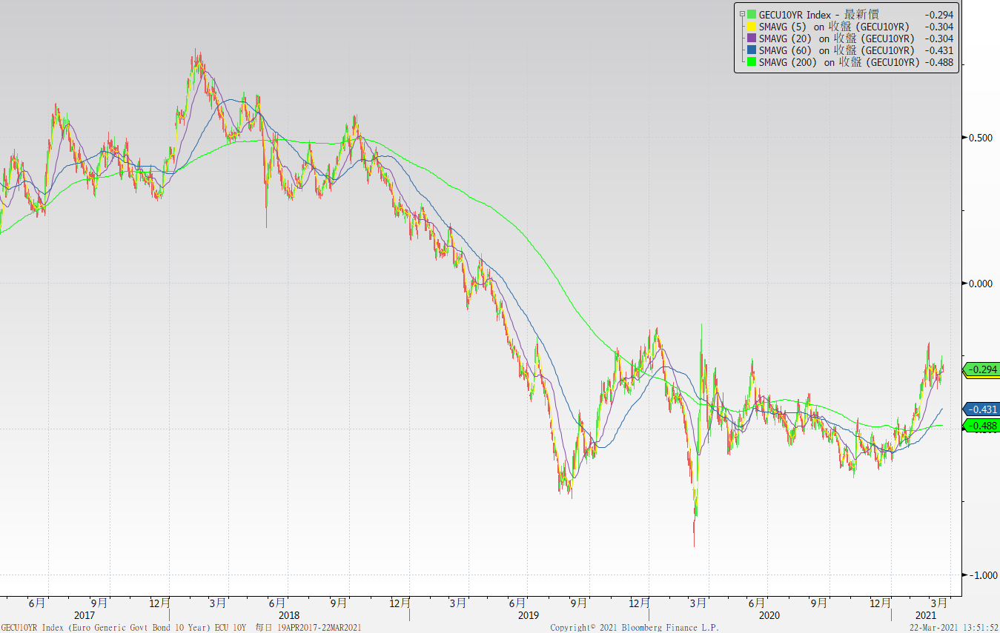 GECU10YR Index - 最新價 -0.294
SMAVG (5) on 收盤 (GECU10YR) -0.304
SMAVG (20) on 收盤 (GECU10YR) -0.304
SMAVG (60) on 收盤 (GECU10YR) -0.431
SMAVG (200) on 收盤 (GECU10YR) -0.488
0.500
0.000
-0.294
-0.431
-0.488
-1.000
6月 9月 12月 3月 6月 9月 12月 3月 6月 9月 12月 3月 6月 9月 12月 3月
2017 2018 2019 2020 2021
GECU10YR Index (Euro Generic Govt Bond 10 Year) ECU 10Y 每日 19APR2017-22MAR2021 Copyright© 2021 Bloomberg Finance L.P. 22-Mar-2021 13:51:52